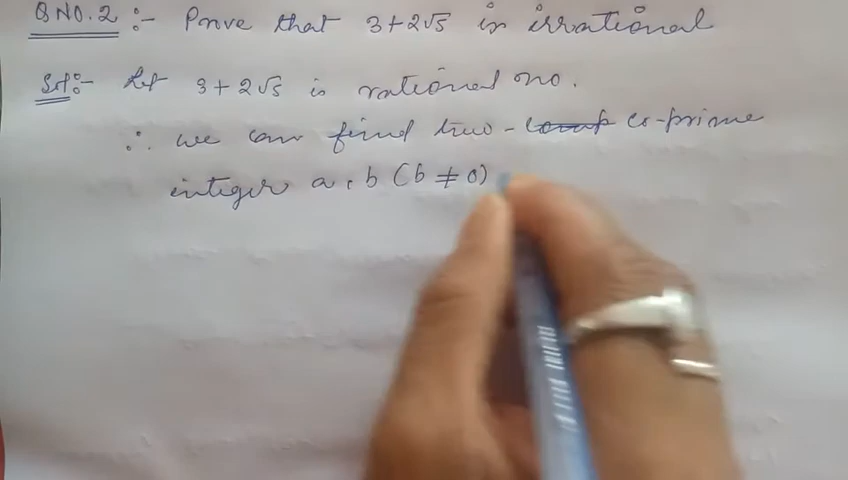 Q NO. 2 :- Prove that 3+2√5 is irrational
Sol:- Let 3+2√5 is rational no.
∴ we can find two co-prime
integer a, b (b ≠ 0)